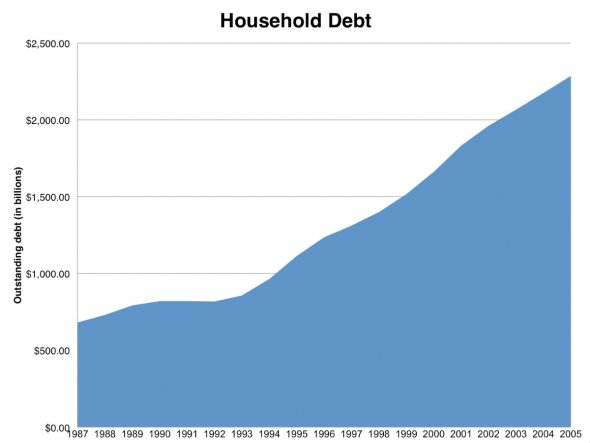 Household Debt
$2,500.00
$2,000.00
$1,500.00
$1,000.00
$500.00
$0.00
Outstanding debt (in billions)
1987 1988 1989 1990 1991 1992 1993 1994 1995 1996 1997 1998 1999 2000 2001 2002 2003 2004 2005